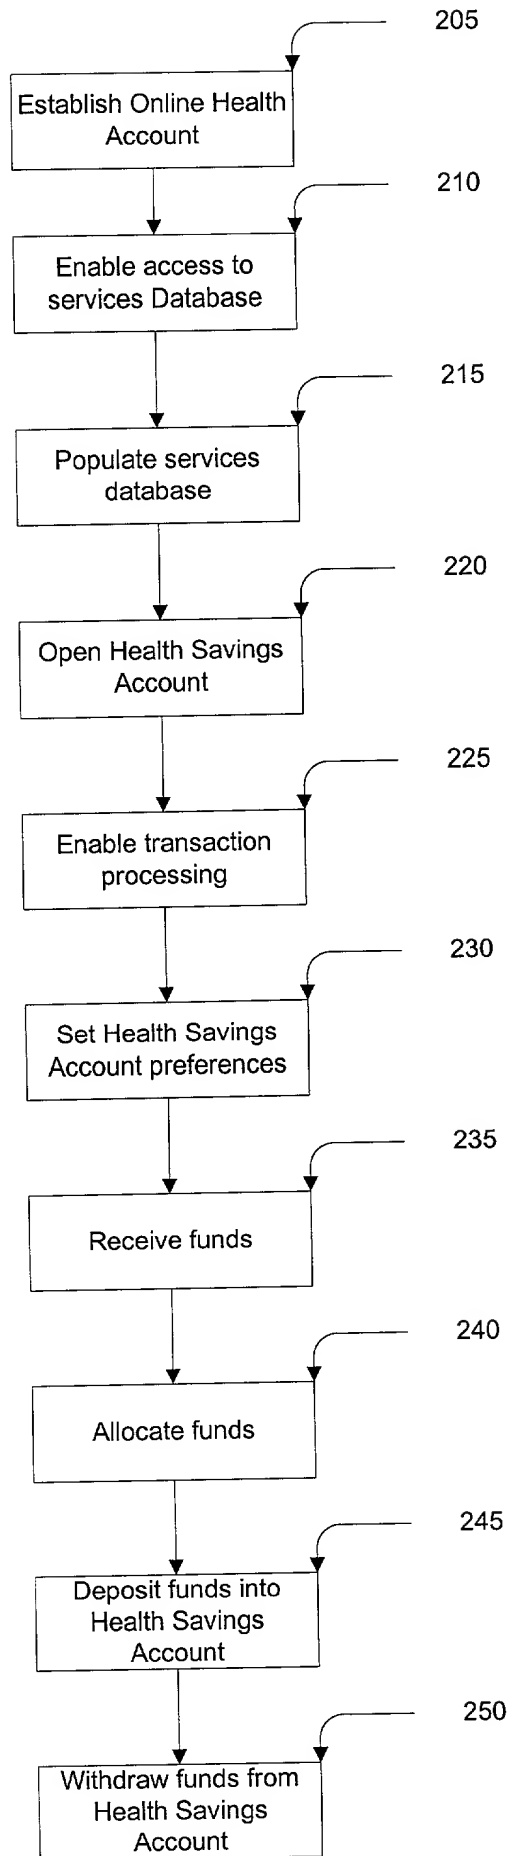 205
Establish Online Health
Account
210
Enable access to
services Database
215
Populate services
database
220
Open Health Savings
Account
225
Enable transaction
processing
230
Set Health Savings
Account preferences
235
Receive funds
240
Allocate funds
245
Deposit funds into
Health Savings
Account
250
Withdraw funds from
Health Savings
Account